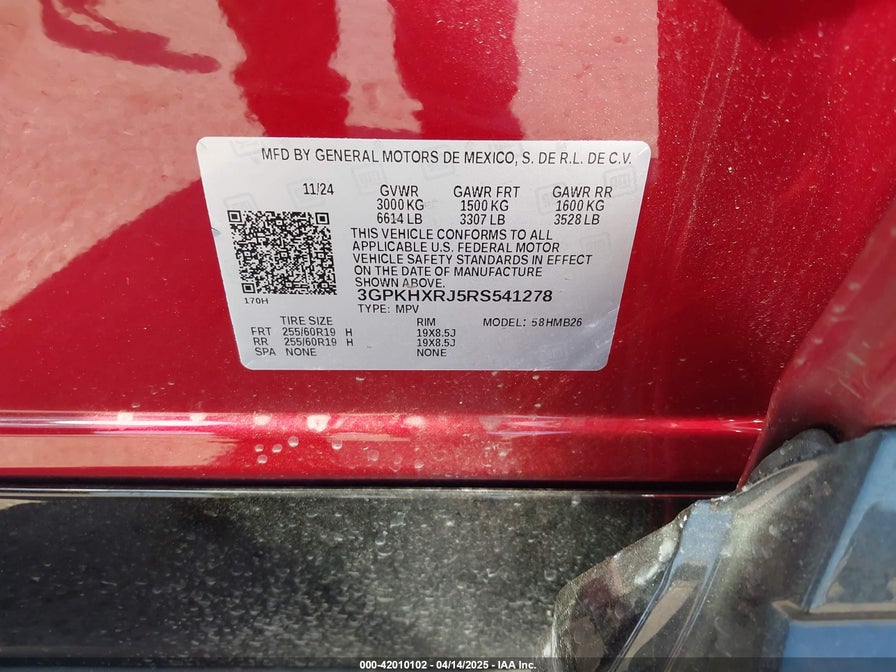 MFD BY GENERAL MOTORS DE MEXICO, S. DE R.L. DE C.V.
11/24 GVWR GAWR FRT GAWR RR
3000 KG 1500 KG 1600 KG
6614 LB 3307 LB 3528 LB
THIS VEHICLE CONFORMS TO ALL
APPLICABLE U.S. FEDERAL MOTOR
VEHICLE SAFETY STANDARDS IN EFFECT
ON THE DATE OF MANUFACTURE
SHOWN ABOVE.
170H 3GPKHXRJ5RS541278
TYPE: MPV
TIRE SIZE RIM MODEL: 58HMB26
FRT 255/60R19 H 19X8.5J
RR 255/60R19 H 19X8.5J
SPA NONE NONE
000-42010102 - 04/14/2025 - IAA Inc.